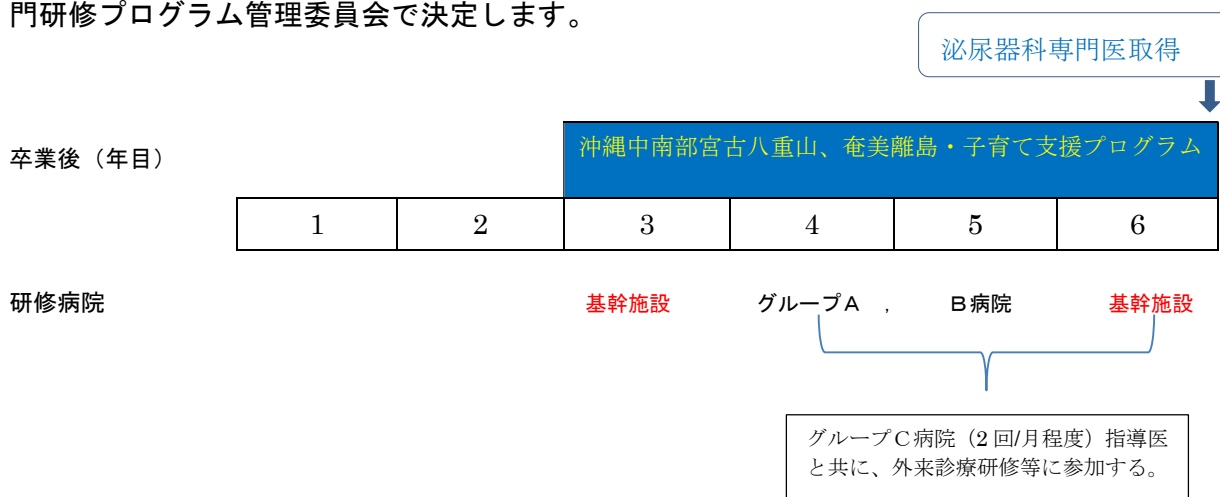 門研修プログラム管理委員会で決定します。
泌尿器科専門医取得
卒業後（年目）
沖縄中南部宮古八重山、奄美離島・子育て支援プログラム
1 2 3 4 5 6
研修病院 基幹施設 グループA , B病院 基幹施設
グループC病院（2回/月程度）指導医
と共に、外来診療研修等に参加する。